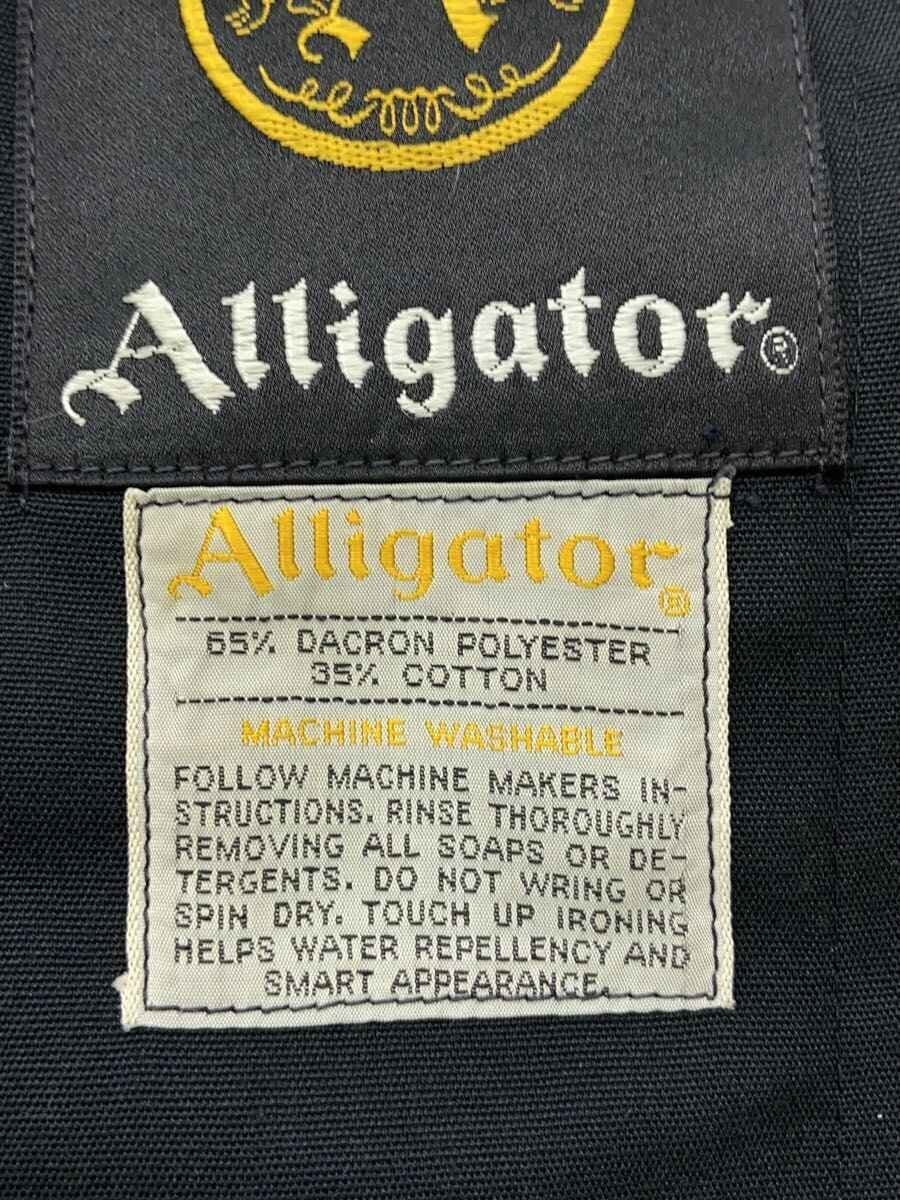 Alligator®
Alligator®
65% DACRON POLYESTER
35% COTTON
MACHINE WASHABLE
FOLLOW MACHINE MAKERS IN-
STRUCTIONS. RINSE THOROUGHLY
REMOVING ALL SOAPS OR DE-
TERGENTS. DO NOT WRING OR
SPIN DRY. TOUCH UP IRONING
HELPS WATER REPELLENCY AND
SMART APPEARANCE.